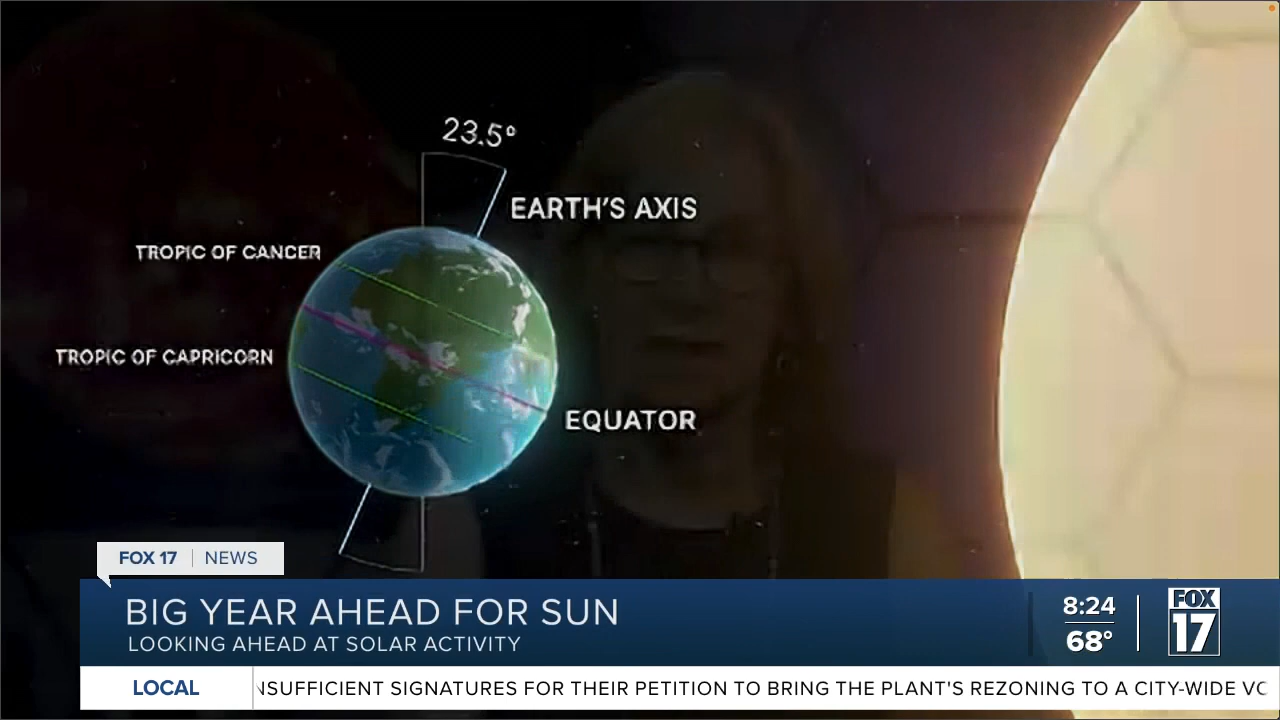 23.5°
EARTH'S AXIS
TROPIC OF CANCER
TROPIC OF CAPRICORN
EQUATOR
FOX 17 | NEWS
BIG YEAR AHEAD FOR SUN
LOOKING AHEAD AT SOLAR ACTIVITY
8:24
68°
FOX
17
LOCAL
NSUFFICIENT SIGNATURES FOR THEIR PETITION TO BRING THE PLANT'S REZONING TO A CITY-WIDE VO